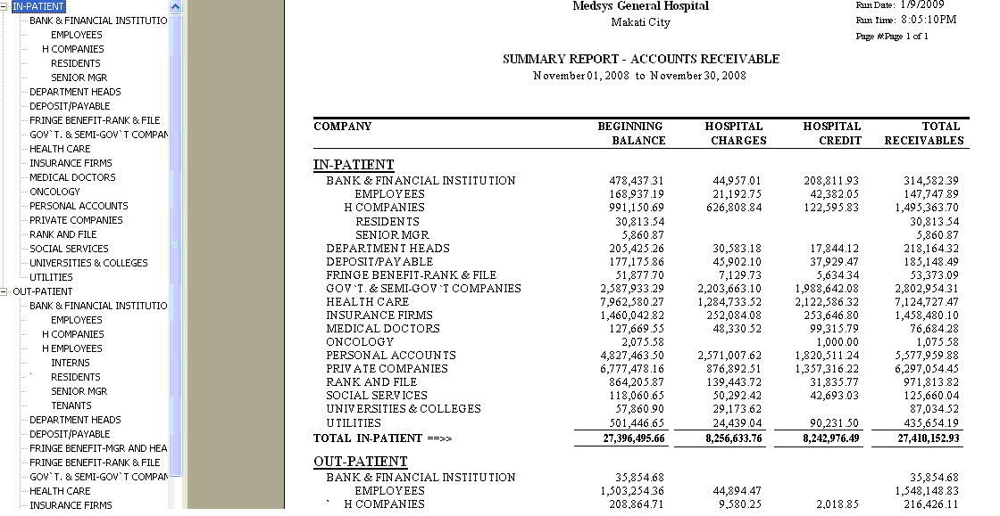 IN-PATIENT
BANK & FINANCIAL INSTITUTIO
EMPLOYEES
H COMPANIES
RESIDENTS
SENIOR MGR
DEPARTMENT HEADS
DEPOSIT/PAYABLE
FRINGE BENEFIT-RANK & FILE
GOV`T. & SEMI-GOV`T COMPAN
HEALTH CARE
INSURANCE FIRMS
MEDICAL DOCTORS
ONCOLOGY
PERSONAL ACCOUNTS
PRIVATE COMPANIES
RANK AND FILE
SOCIAL SERVICES
UNIVERSITIES & COLLEGES
UTILITIES
OUT-PATIENT
BANK & FINANCIAL INSTITUTIO
EMPLOYEES
H COMPANIES
H EMPLOYEES
INTERNS
RESIDENTS
SENIOR MGR
TENANTS
DEPARTMENT HEADS
DEPOSIT/PAYABLE
FRINGE BENEFIT-MGR AND HEA
FRINGE BENEFIT-RANK & FILE
GOV`T. & SEMI-GOV`T COMPAN
HEALTH CARE
INSURANCE FIRMS
Medsys General Hospital
Makati City
Run Date: 1/9/2009
Run Time: 8:05:10PM
Page #:Page 1 of 1
SUMMARY REPORT - ACCOUNTS RECEIVABLE
November 01, 2008 to November 30, 2008
COMPANY BEGINNING BALANCE HOSPITAL CHARGES HOSPITAL CREDIT TOTAL RECEIVABLES
IN-PATIENT
BANK & FINANCIAL INSTITUTION 478,437.31 44,957.01 208,811.93 314,582.39
EMPLOYEES 168,937.19 21,192.75 42,382.05 147,747.89
H COMPANIES 991,150.69 626,808.84 122,595.83 1,495,363.70
RESIDENTS 30,813.54 30,813.54
SENIOR MGR 5,860.87 5,860.87
DEPARTMENT HEADS 205,425.26 30,583.18 17,844.12 218,164.32
DEPOSIT/PAYABLE 177,175.86 45,902.10 37,929.47 185,148.49
FRINGE BENEFIT-RANK & FILE 51,877.70 7,129.73 5,634.34 53,373.09
GOV`T. & SEMI-GOV`T COMPANIES 2,587,933.29 2,203,663.10 1,988,642.08 2,802,954.31
HEALTH CARE 7,962,580.27 1,284,733.52 2,122,586.32 7,124,727.47
INSURANCE FIRMS 1,460,042.82 252,084.08 253,646.80 1,458,480.10
MEDICAL DOCTORS 127,669.55 48,330.52 99,315.79 76,684.28
ONCOLOGY 2,075.58 1,000.00 1,075.58
PERSONAL ACCOUNTS 4,827,463.50 2,571,007.62 1,820,511.24 5,577,959.88
PRIVATE COMPANIES 6,777,478.16 876,892.51 1,357,316.22 6,297,054.45
RANK AND FILE 864,205.87 139,443.72 31,835.77 971,813.82
SOCIAL SERVICES 118,060.65 50,292.42 42,693.03 125,660.04
UNIVERSITIES & COLLEGES 57,860.90 29,173.62 87,034.52
UTILITIES 501,446.65 24,439.04 90,231.50 435,654.19
TOTAL IN-PATIENT ==>> 27,396,495.66 8,256,633.76 8,242,976.49 27,410,152.93
OUT-PATIENT
BANK & FINANCIAL INSTITUTION 35,854.68 35,854.68
EMPLOYEES 1,503,254.36 44,894.47 1,548,148.83
H COMPANIES 208,864.71 9,580.25 2,018.85 216,426.11